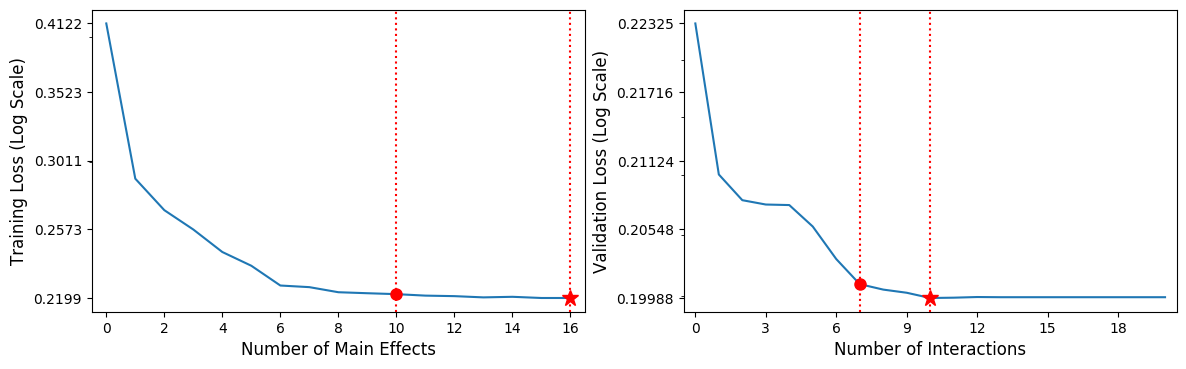 Training Loss (Log Scale)
0.4122
0.3523
0.3011
0.2573
0.2199
0 2 4 6 8 10 12 14 16
Number of Main Effects
Validation Loss (Log Scale)
0.22325
0.21716
0.21124
0.20548
0.19988
0 3 6 9 12 15 18
Number of Interactions